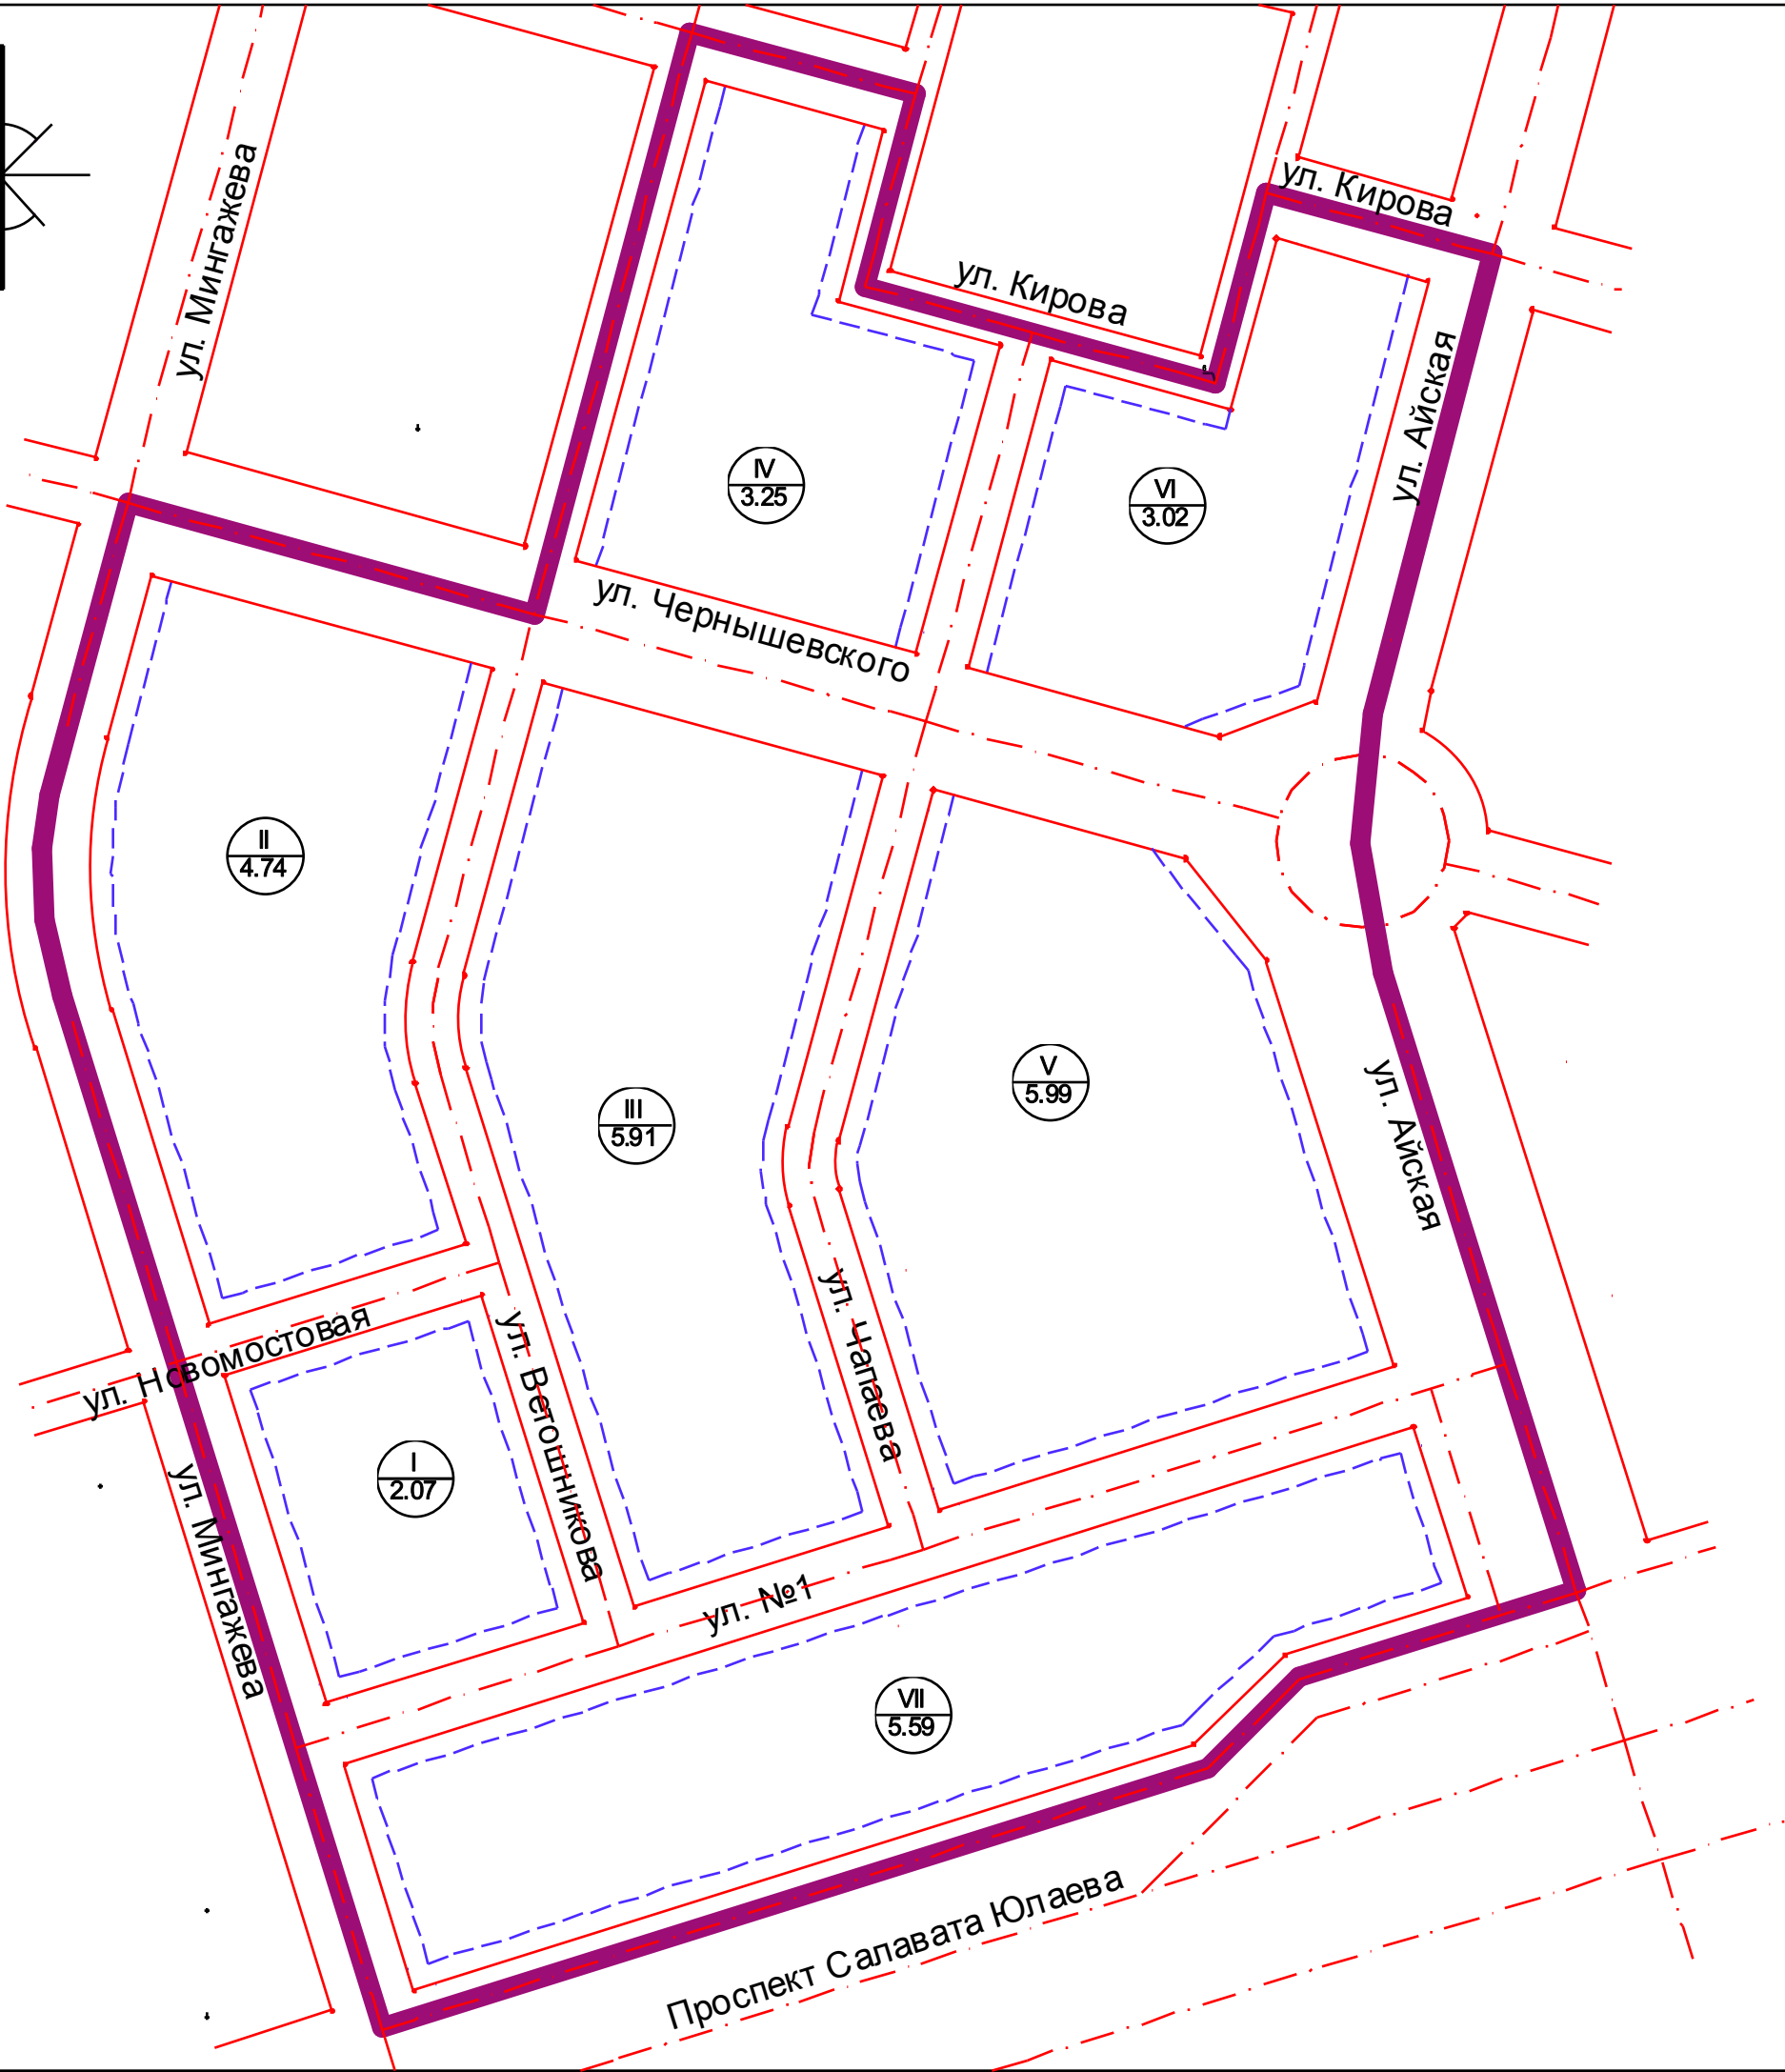 ул. Мингажева
ул. Кирова
ул. Кирова
ул. Айская
IV
3.25
VI
3.02
ул. Чернышевского
II
4.74
V
5.99
III
5.91
ул. Айская
ул. Новомостовая
ул. Ветошникова
ул. Чапаева
I
2.07
ул. Мингажева
ул. №1
VII
5.59
Проспект Салавата Юлаева